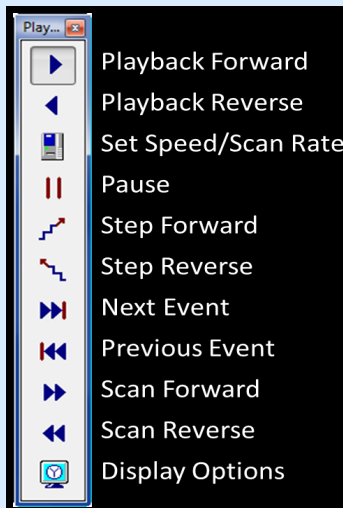 Play...
Playback Forward
Playback Reverse
Set Speed/Scan Rate
Pause
Step Forward
Step Reverse
Next Event
Previous Event
Scan Forward
Scan Reverse
Display Options